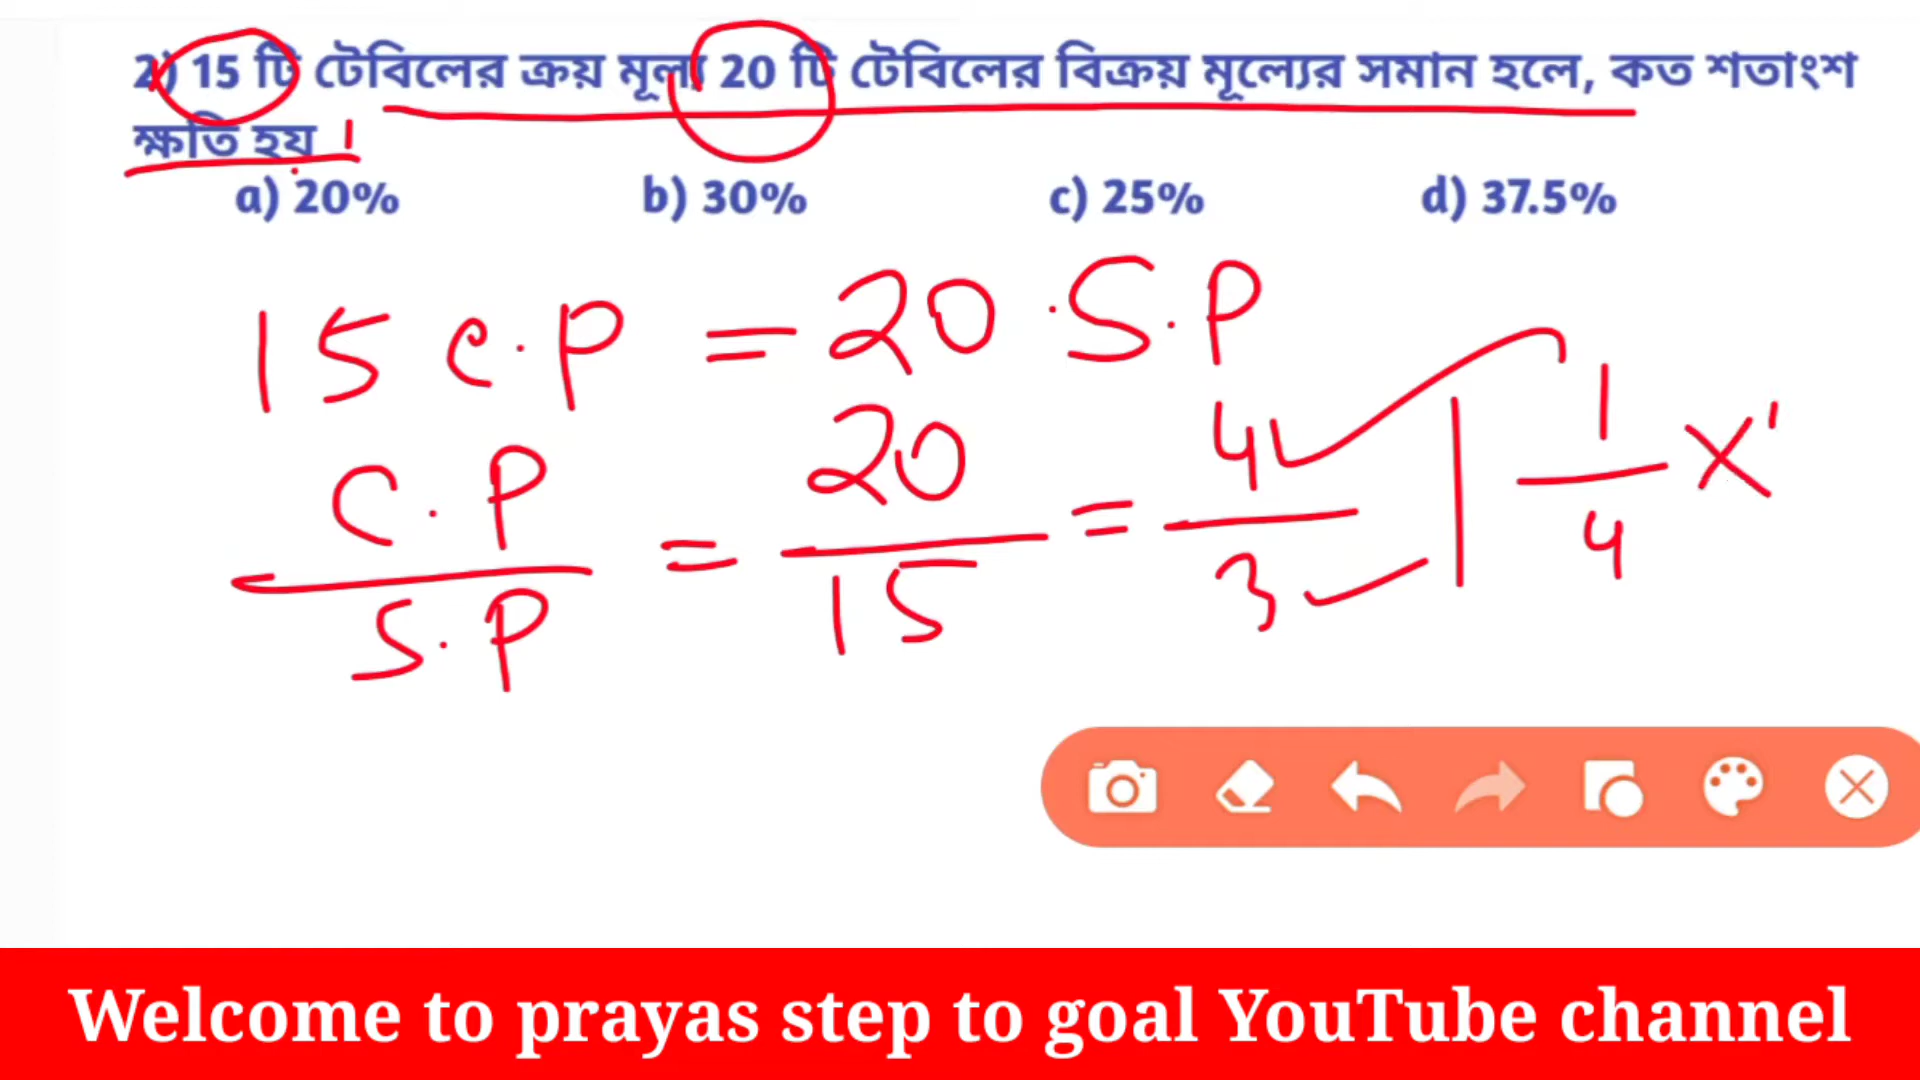 2) 15 টি টেবিলের ক্রয় মূল্য 20 টি টেবিলের বিক্রয় মূল্যের সমান হলে, কত শতাংশ
ক্ষতি হয় ।
a) 20% b) 30% c) 25% d) 37.5%
15 C.P = 20 S.P
C.P / S.P = 20 / 15 = 4 / 3 | 1 / 4 X 1
Welcome to prayas step to goal YouTube channel